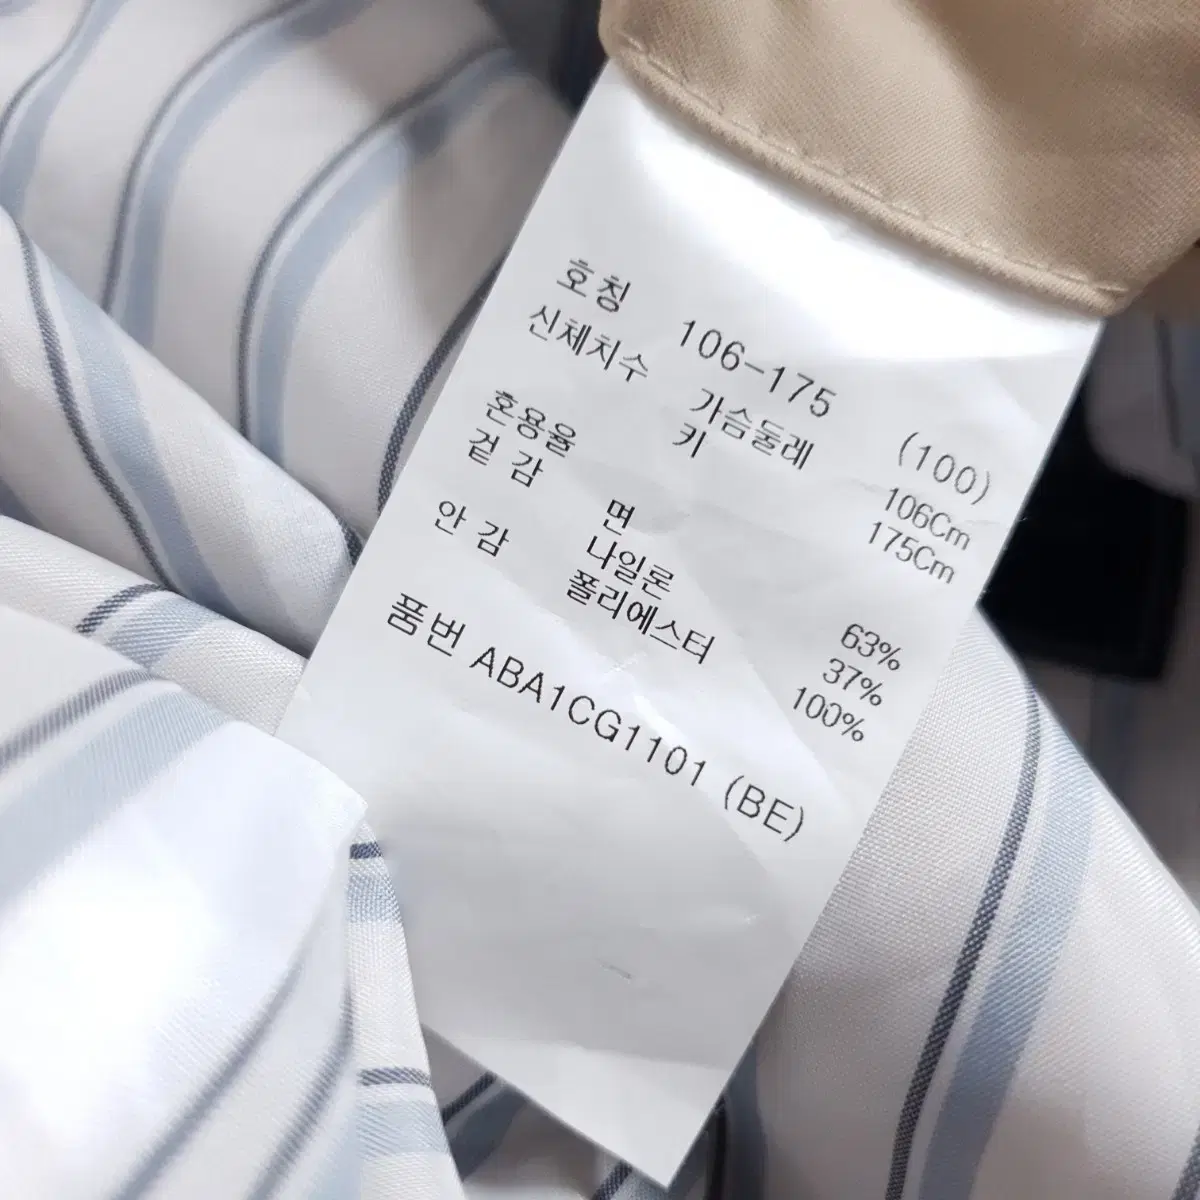 호칭 106-175 (100)
신체치수 가슴둘레 106Cm
키 175Cm
혼용율
겉 감 면 63%
나일론 37%
안 감 폴리에스터 100%
품번 ABA1CG1101 (BE)